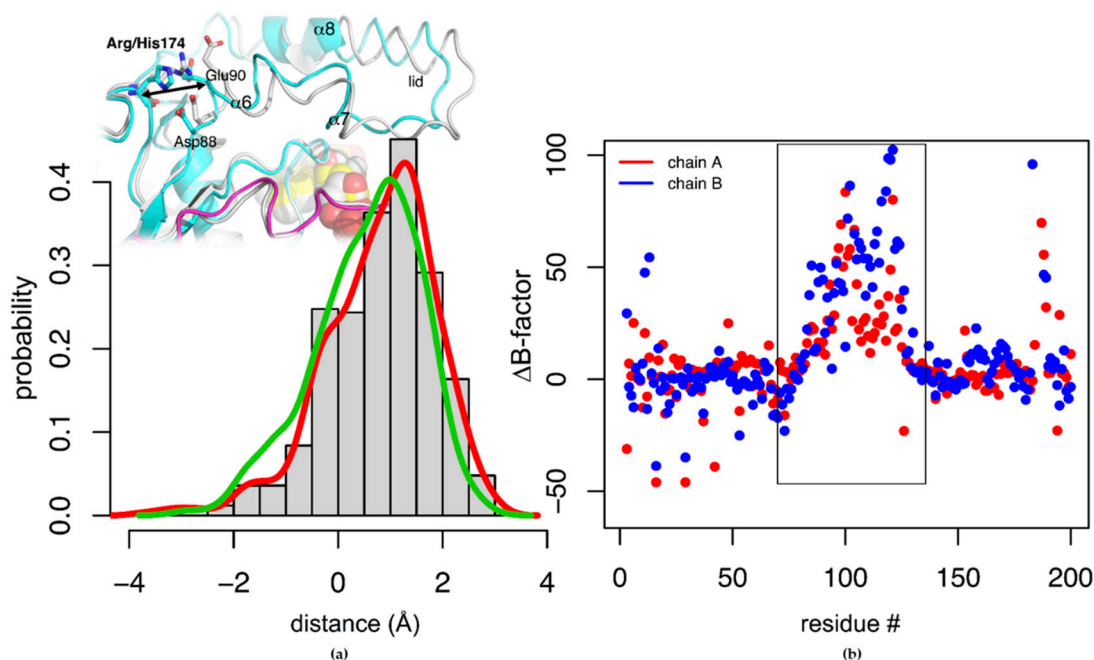 Arg/His174
α8
Glu90
lid
α6
α7
Asp88
probability
0.0
0.1
0.2
0.3
0.4
−4
−2
0
2
4
distance (Å)
(a)
chain A
chain B
ΔB-factor
−50
0
50
100
0
50
100
150
200
residue #
(b)